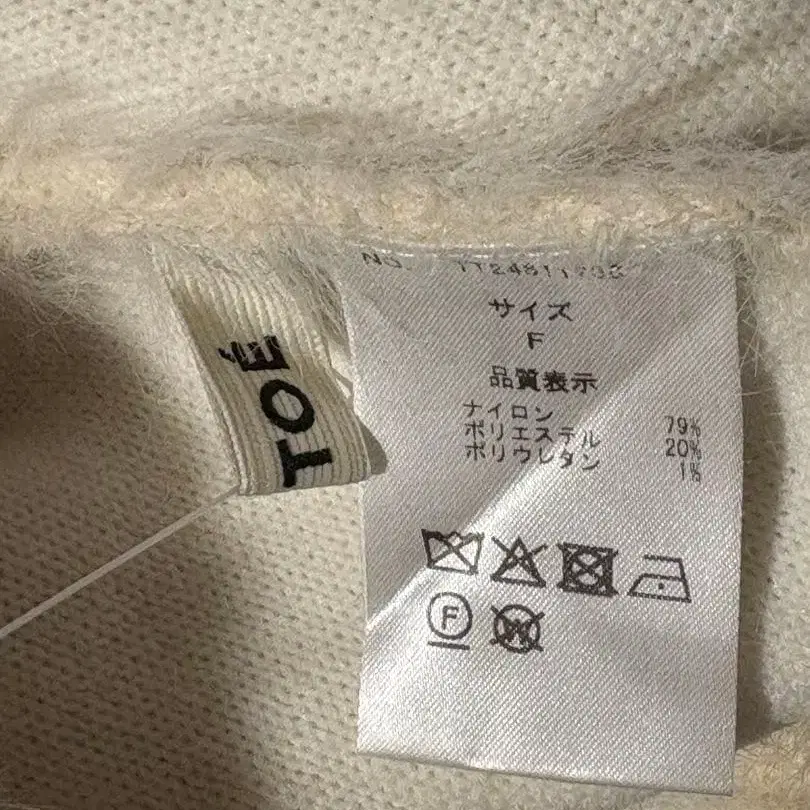 TOÉ
NO.
サイズ
F
品質表示
ナイロン 79%
ポリエステル 20%
ポリウレタン 1%
F W